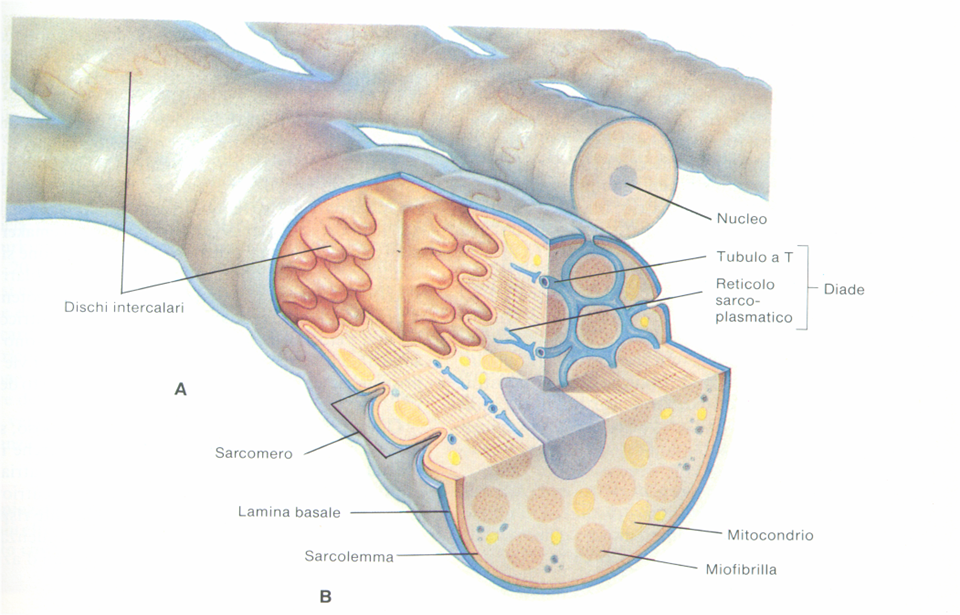 Nucleo
Tubulo a T
Reticolo
sarco-
plasmatico
Diade
Dischi intercalari
A
Sarcomero
Lamina basale
Sarcolemma
B
Mitocondrio
Miofibrilla